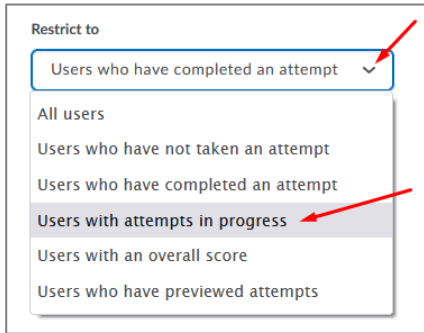 Restrict to
Users who have completed an attempt
All users
Users who have not taken an attempt
Users who have completed an attempt
Users with attempts in progress
Users with an overall score
Users who have previewed attempts